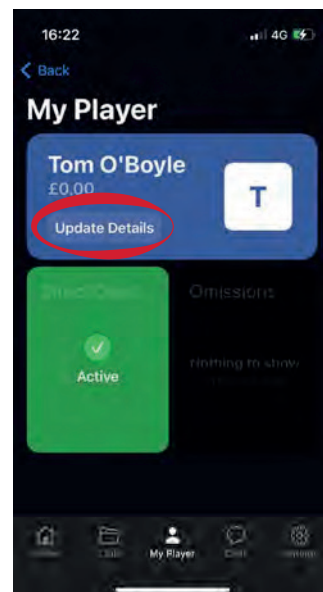 16:22
4G
Back
My Player
Tom O'Boyle
£0.00
Update Details
T
Omissions
Active
nothing to show
My Player